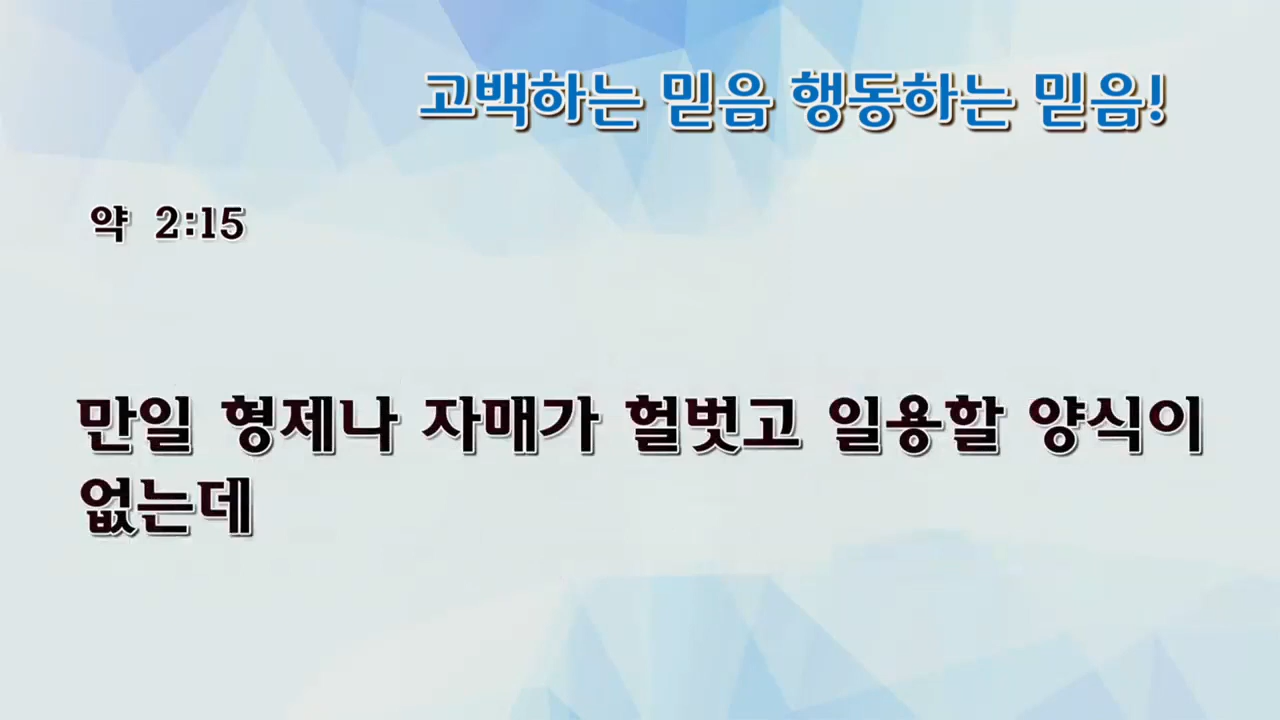 고백하는 믿음 행동하는 믿음!
약 2:15
만일 형제나 자매가 헐벗고 일용할 양식이
없는데